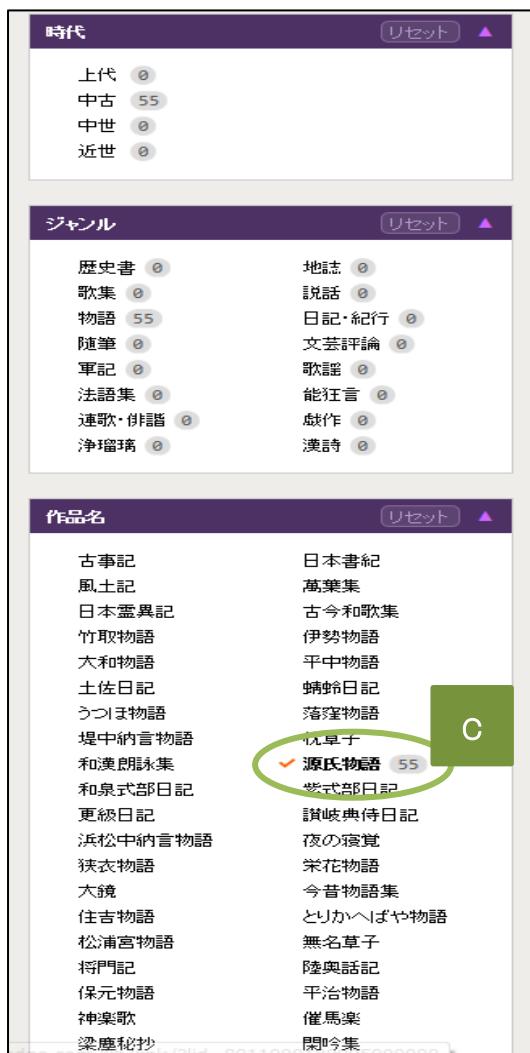 時代 リセット ▲
上代 0
中古 55
中世 0
近世 0
ジャンル リセット ▲
歴史書 0 地誌 0
歌集 0 説話 0
物語 55 日記・紀行 0
随筆 0 文芸評論 0
軍記 0 歌謡 0
法語集 0 能狂言 0
連歌・俳諧 0 戯作 0
浄瑠璃 0 漢詩 0
作品名 リセット ▲
古事記 日本書紀
風土記 萬葉集
日本霊異記 古今和歌集
竹取物語 伊勢物語
大和物語 平中物語
土佐日記 蜻蛉日記
うつほ物語 落窪物語
C
堤中納言物語 枕草子
和漢朗詠集 ✓ 源氏物語 55
和泉式部日記 紫式部日記
更級日記 讃岐典侍日記
浜松中納言物語 夜の寝覚
狭衣物語 栄花物語
大鏡 今昔物語集
住吉物語 とりかへばや物語
松浦宮物語 無名草子
将門記 陸奥話記
保元物語 平治物語
神楽歌 催馬楽
梁塵秘抄 閑吟集